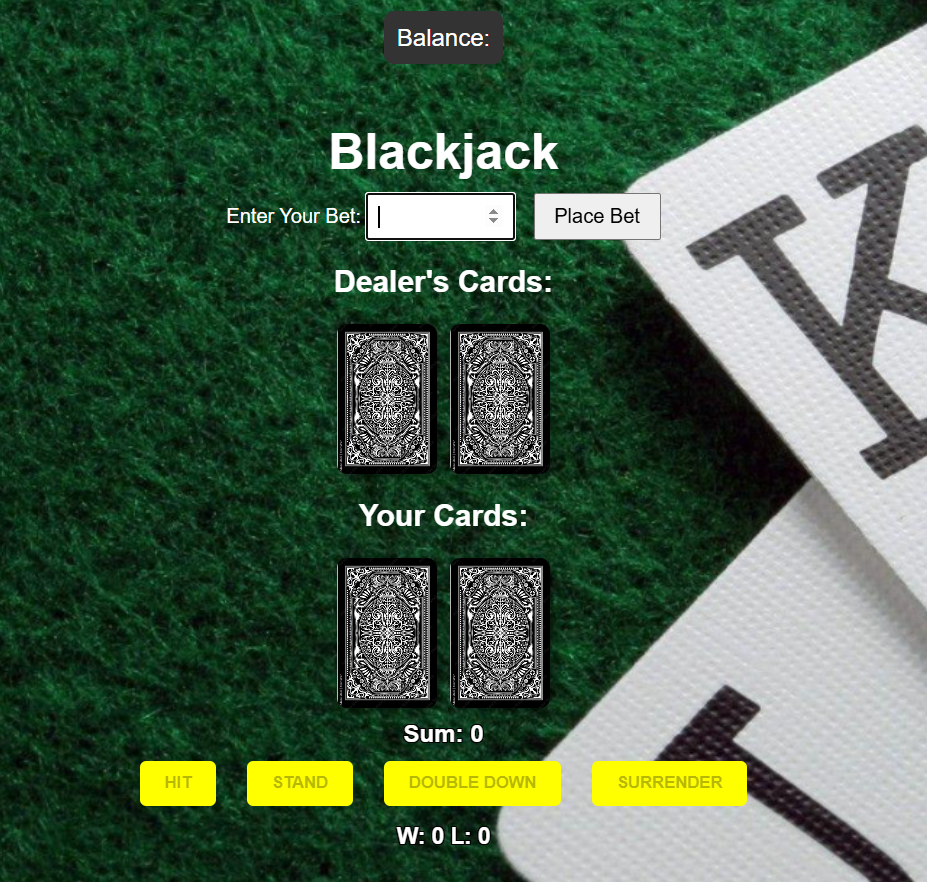 Balance:
Blackjack
Enter Your Bet: Place Bet
Dealer's Cards:
Your Cards:
Sum: 0
HIT STAND DOUBLE DOWN SURRENDER
W: 0 L: 0
K